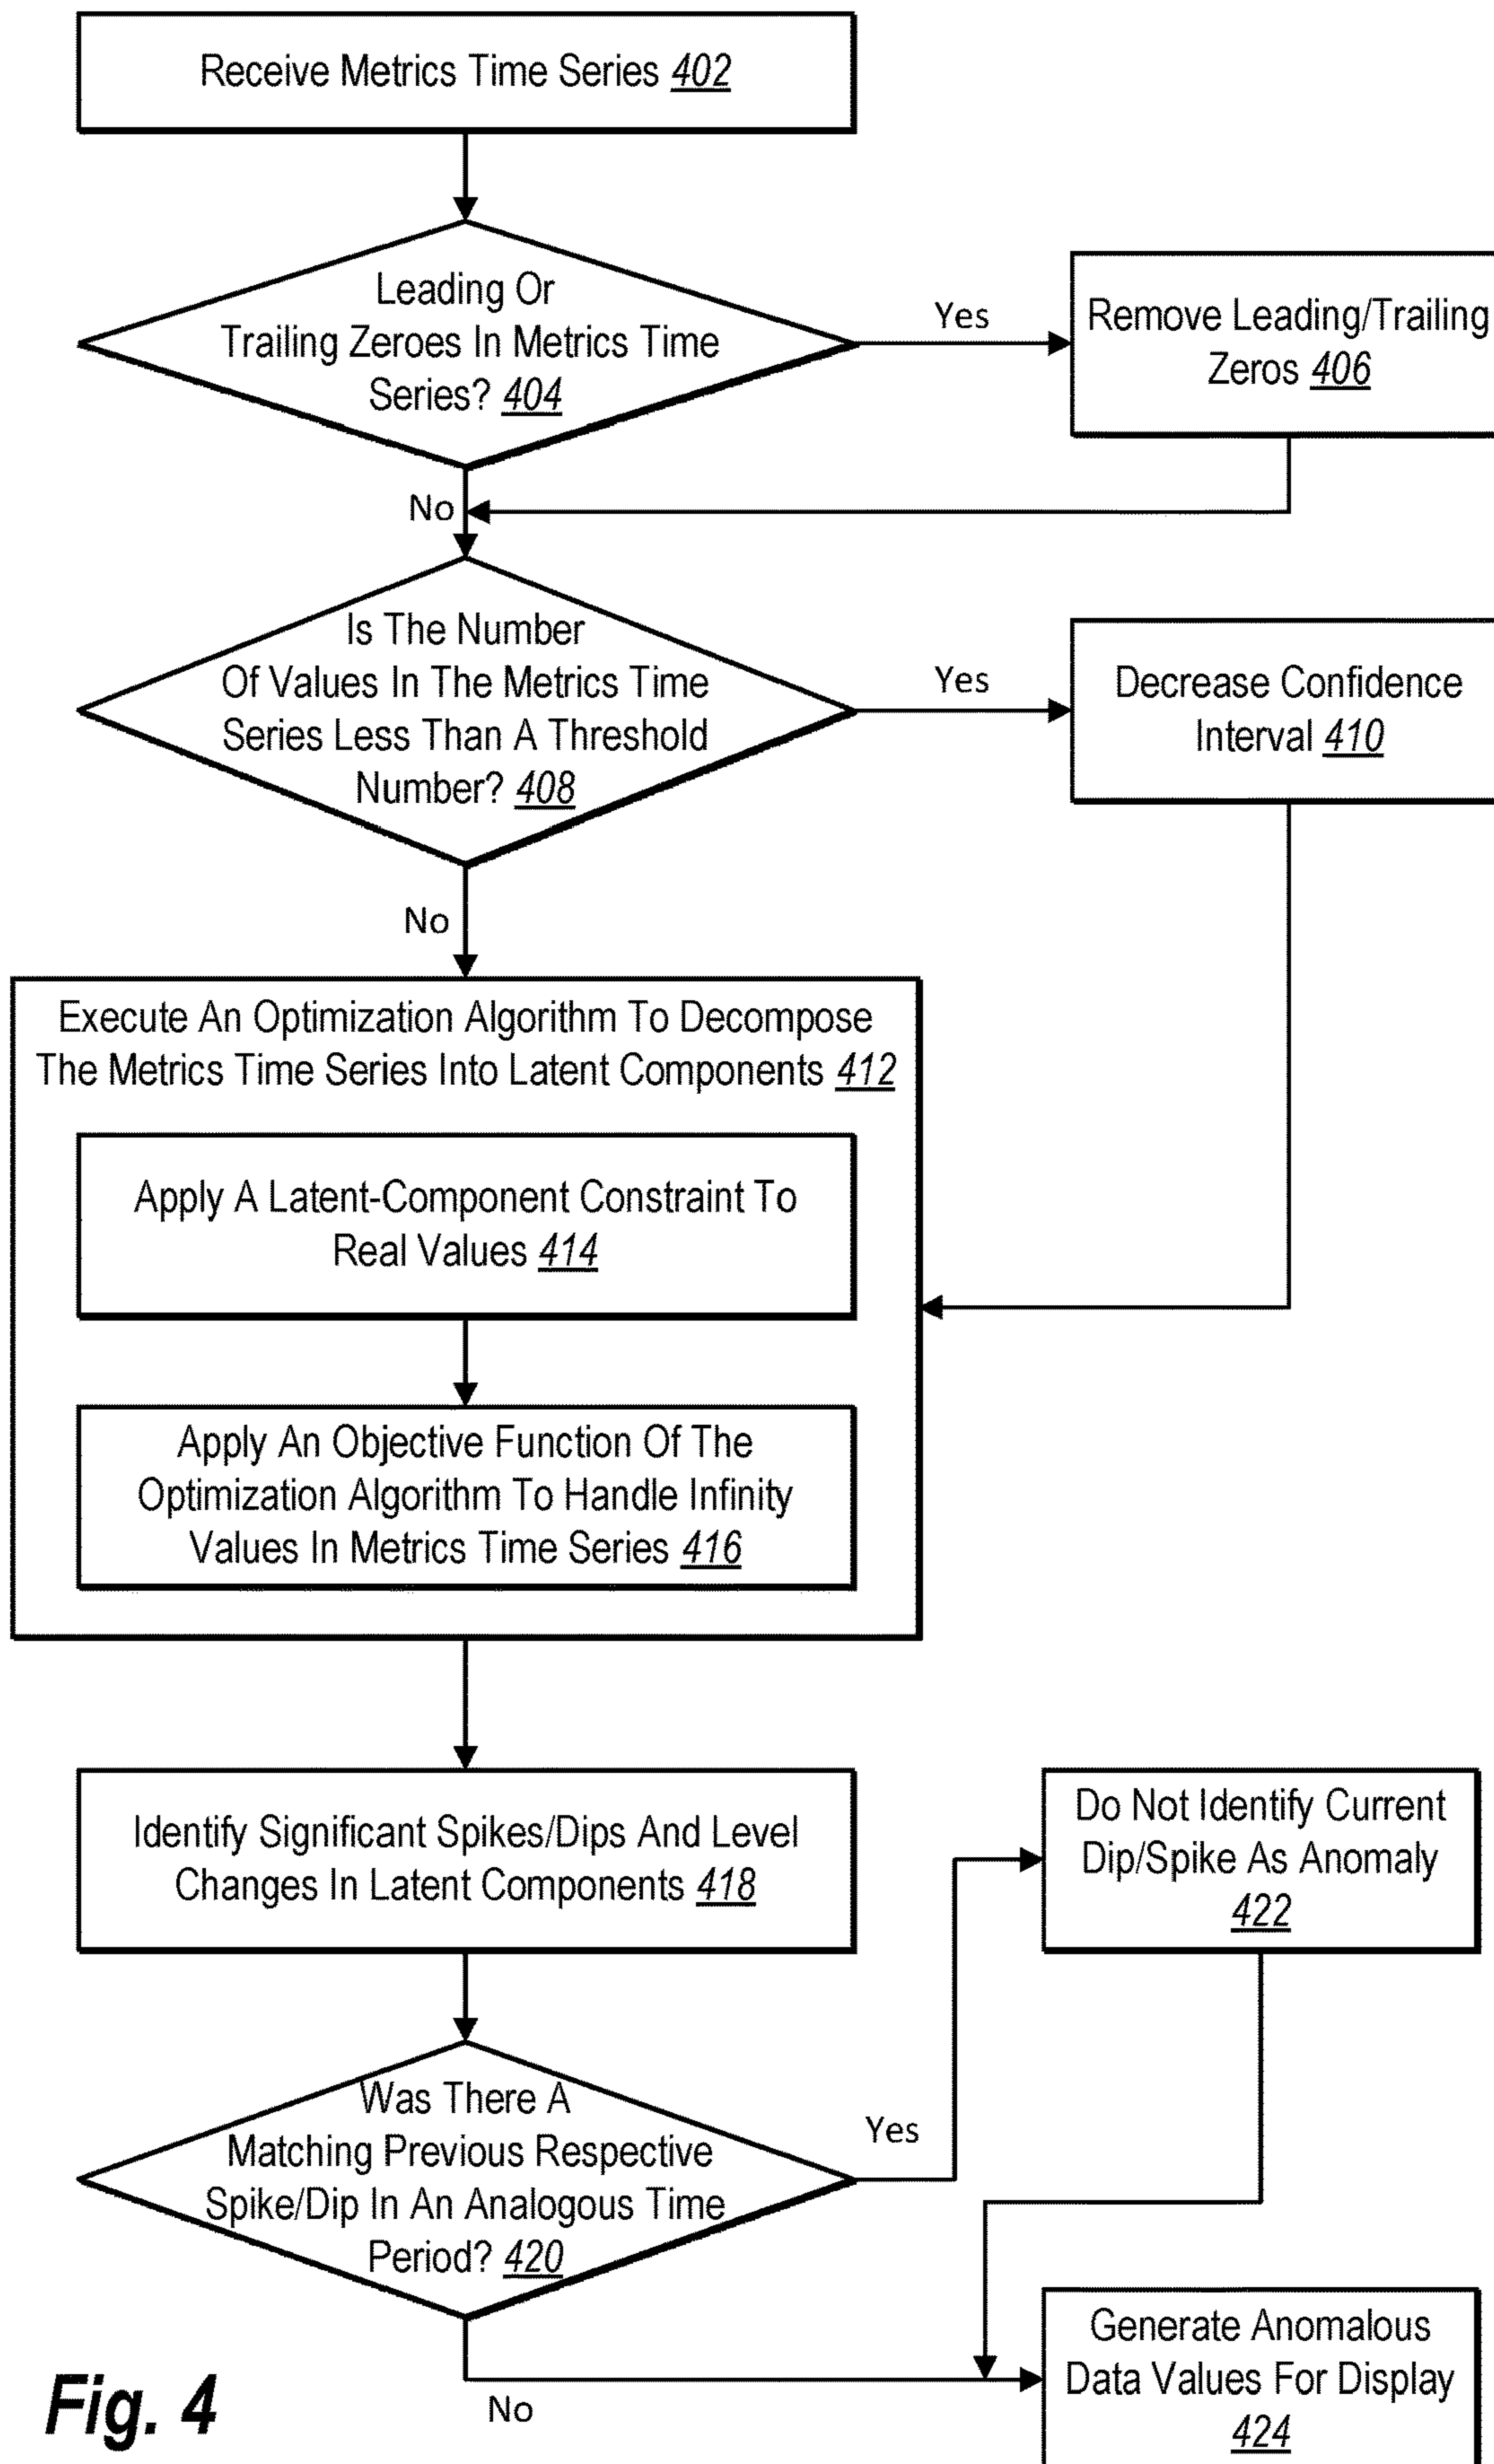 Receive Metrics Time Series 402
Leading Or
Trailing Zeroes In Metrics Time
Series? 404
Yes
Remove Leading/Trailing
Zeros 406
No
Is The Number
Of Values In The Metrics Time
Series Less Than A Threshold
Number? 408
Yes
Decrease Confidence
Interval 410
No
Execute An Optimization Algorithm To Decompose
The Metrics Time Series Into Latent Components 412
Apply A Latent-Component Constraint To
Real Values 414
Apply An Objective Function Of The
Optimization Algorithm To Handle Infinity
Values In Metrics Time Series 416
Identify Significant Spikes/Dips And Level
Changes In Latent Components 418
Do Not Identify Current
Dip/Spike As Anomaly
422
Was There A
Matching Previous Respective
Spike/Dip In An Analogous Time
Period? 420
Yes
No
Generate Anomalous
Data Values For Display
424
Fig. 4